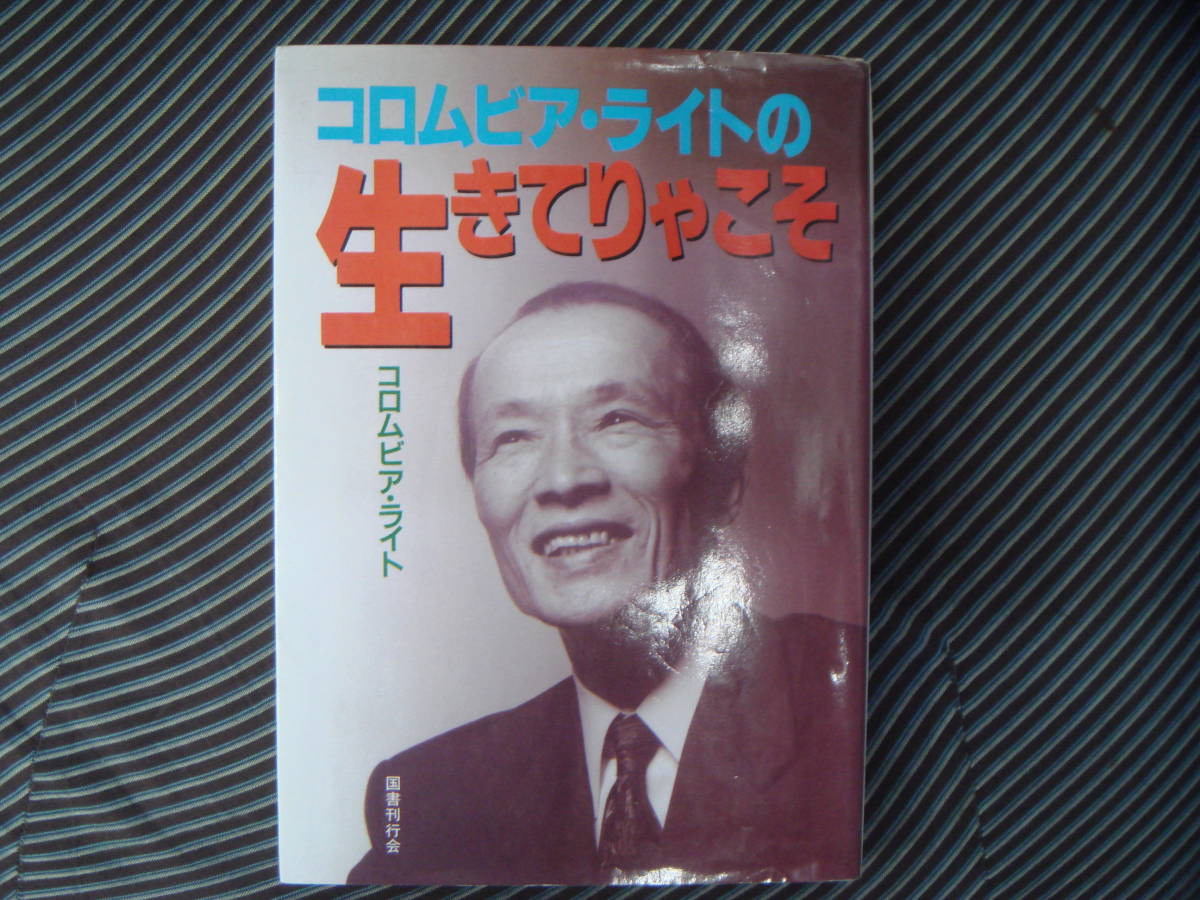 コロムビア・ライトの
生きてりゃこそ
コロムビア・ライト
国書刊行会